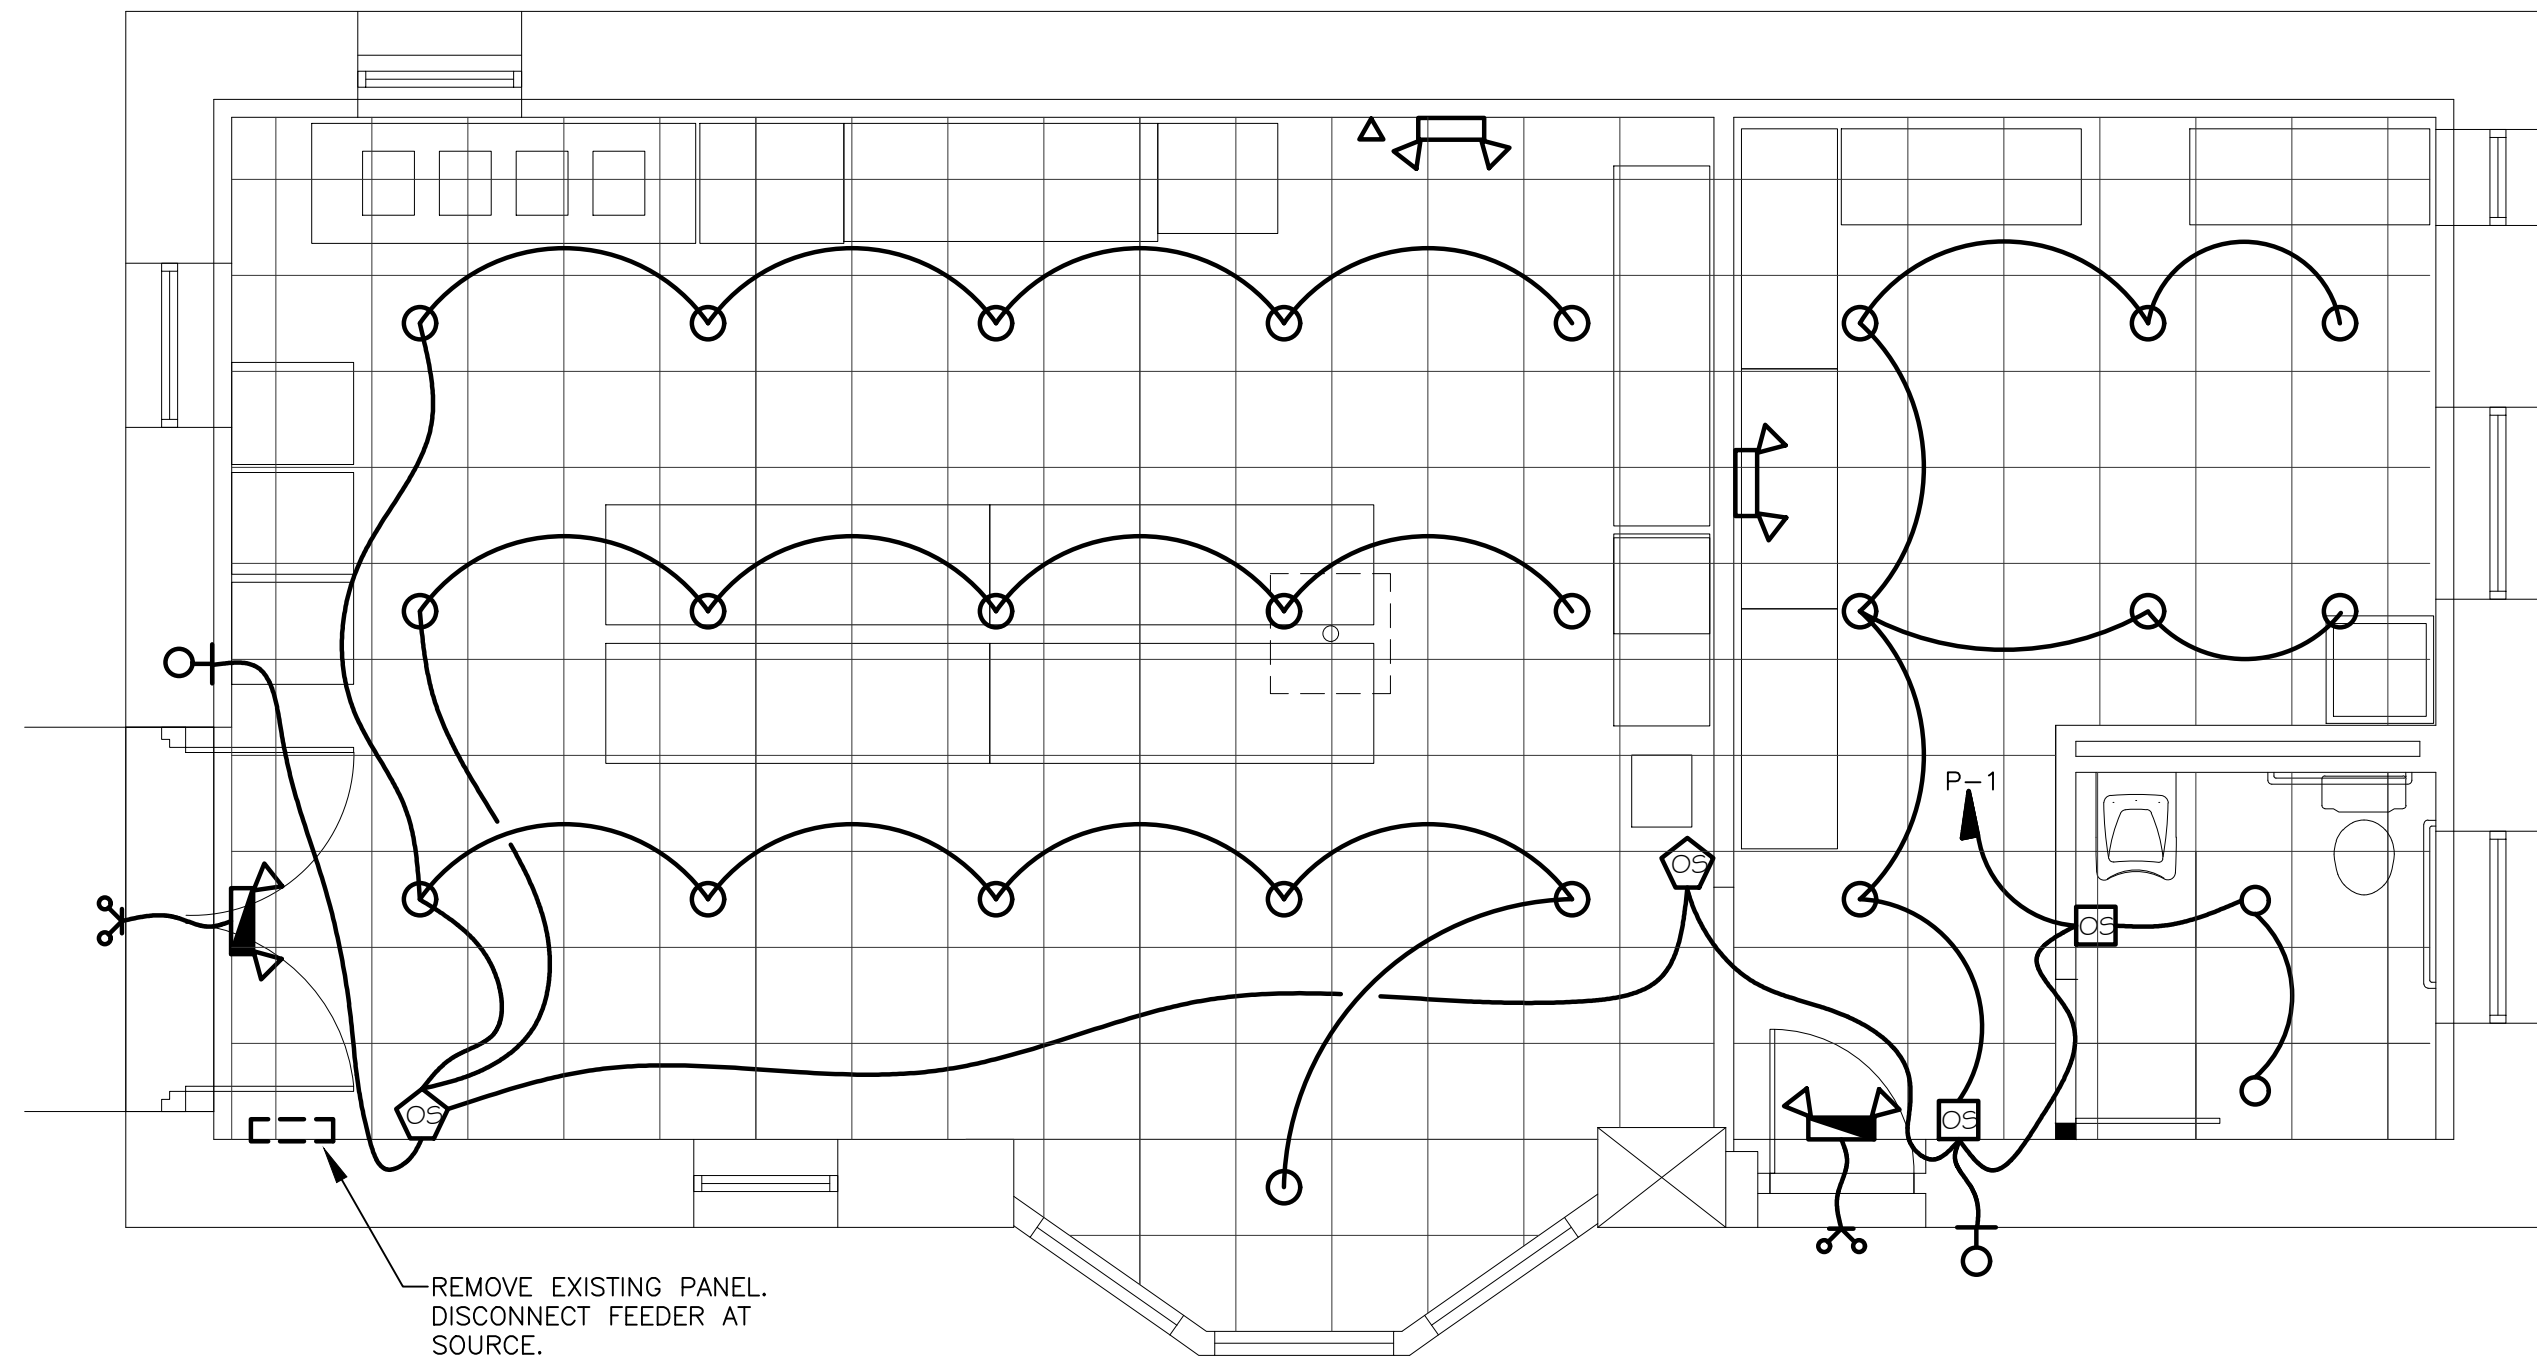 P-1
OS
OS
OS
OS
REMOVE EXISTING PANEL.
DISCONNECT FEEDER AT
SOURCE.